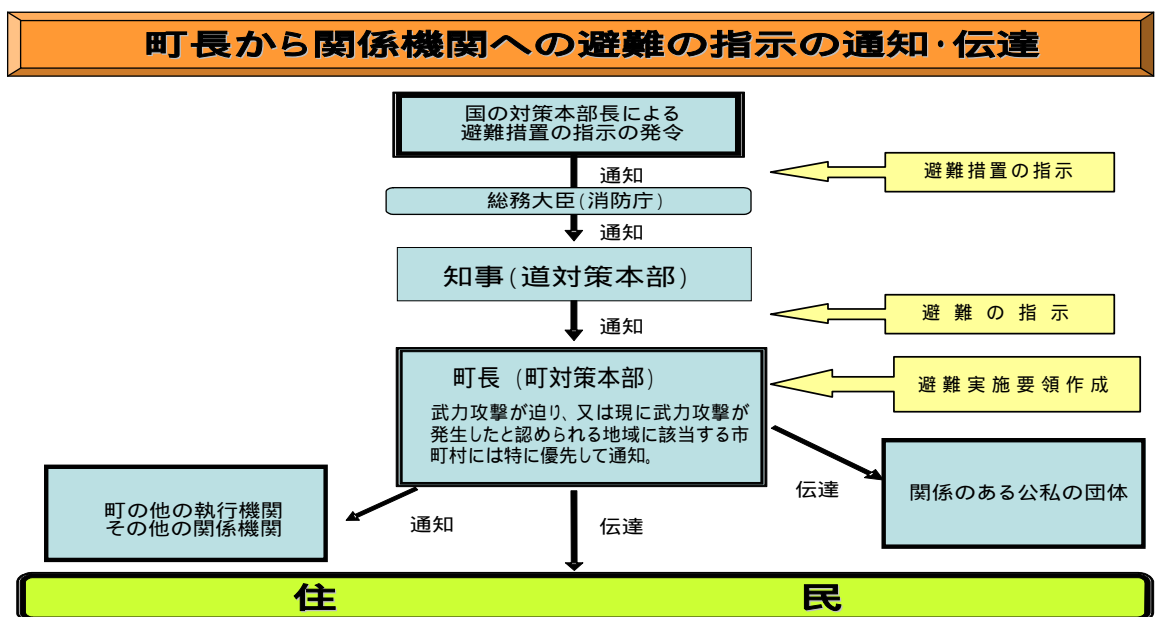 町長から関係機関への避難の指示の通知・伝達
国の対策本部長による
避難措置の指示の発令
通知
避難措置の指示
総務大臣(消防庁)
通知
知事(道対策本部)
避難の指示
通知
町長(町対策本部)
武力攻撃が迫り、又は現に武力攻撃が
発生したと認められる地域に該当する市
町村には特に優先して通知。
避難実施要領作成
町の他の執行機関
その他の関係機関
通知
伝達
伝達
関係のある公私の団体
住民